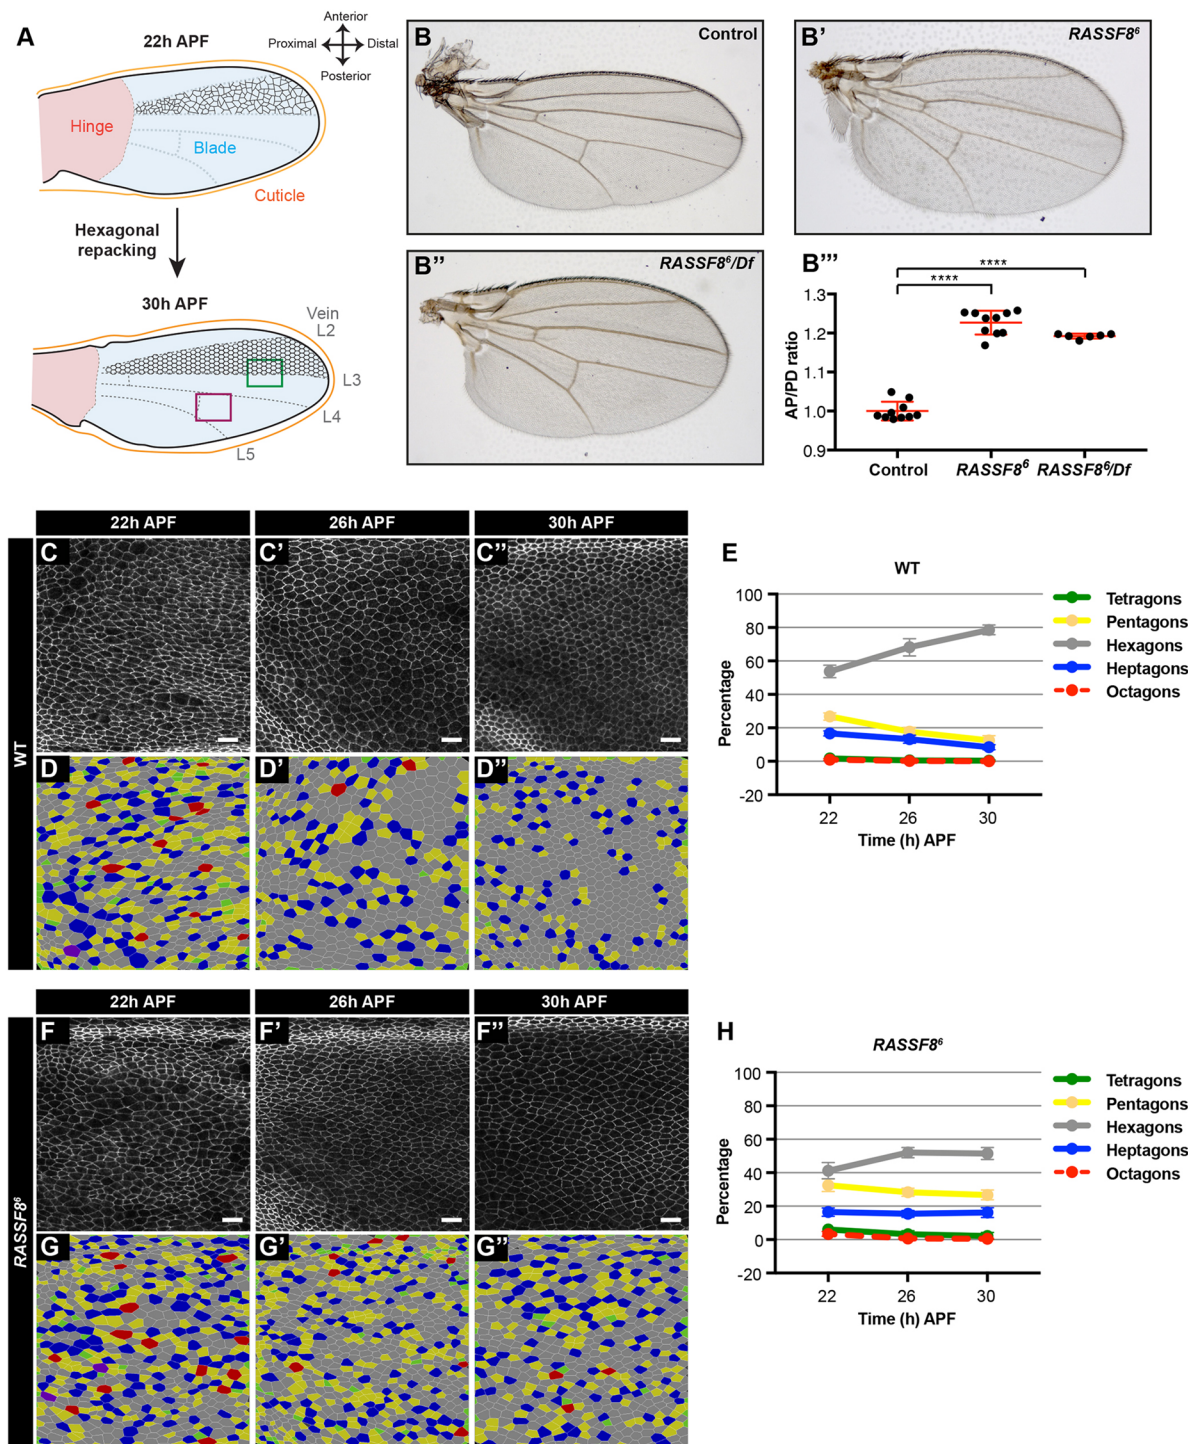 A
22h APF
Anterior
Proximal
Distal
Posterior
Hinge
Blade
Cuticle
Hexagonal
repacking
30h APF
Vein
L2
L3
L4
L5
B
Control
B'
RASSF8⁶
B''
RASSF8⁶/Df
B'''
****
****
1.3
1.2
1.1
1.0
0.9
AP/PD ratio
Control
RASSF8⁶
RASSF8⁶/Df
22h APF
26h APF
30h APF
WT
C
C'
C''
D
D'
D''
E
WT
100
80
60
40
20
0
-20
Percentage
22
26
30
Time (h) APF
Tetragons
Pentagons
Hexagons
Heptagons
Octagons
22h APF
26h APF
30h APF
RASSF8⁶
F
F'
F''
G
G'
G''
H
RASSF8⁶
100
80
60
40
20
0
-20
Percentage
22
26
30
Time (h) APF
Tetragons
Pentagons
Hexagons
Heptagons
Octagons